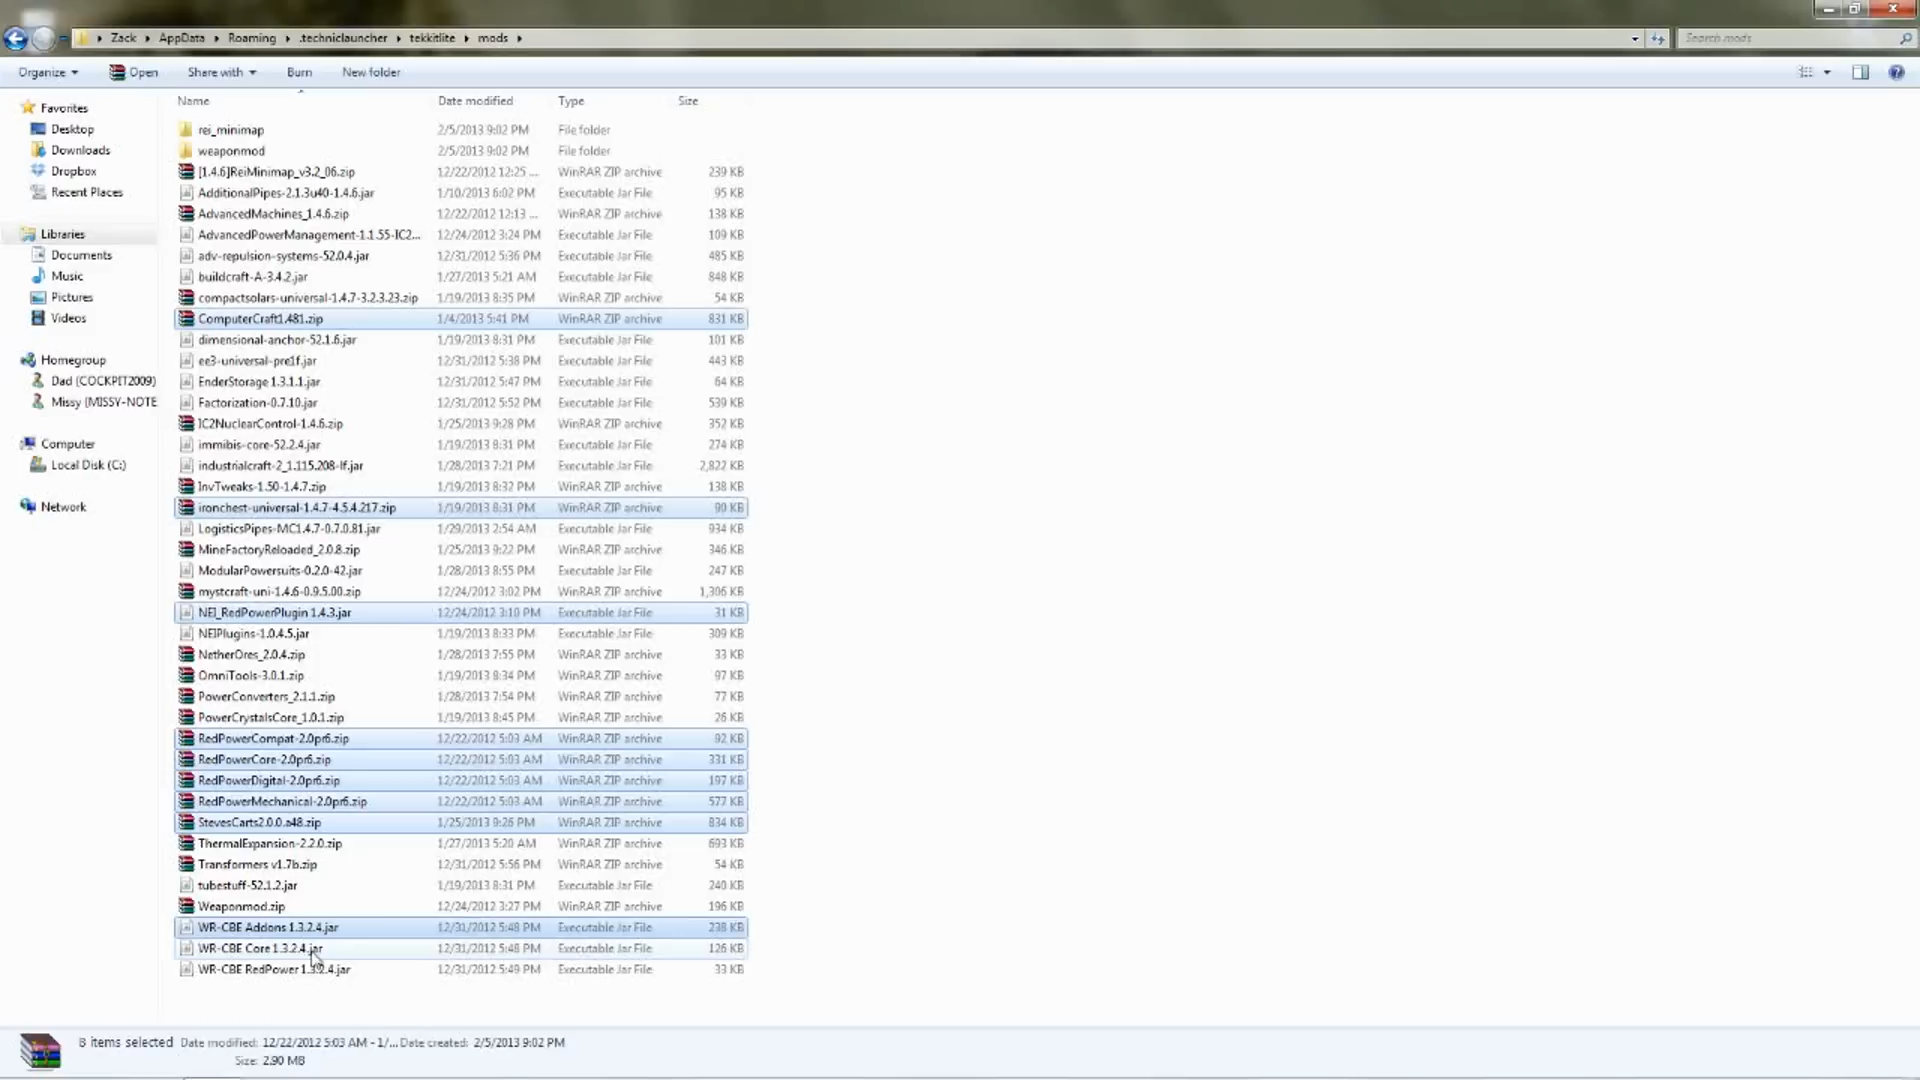 Zack AppData Roaming .techniclauncher tekkitlite mods Search mods
Organize Open Share with Burn New folder
Name Date modified Type Size
Favorites
Desktop
Downloads
Dropbox
Recent Places
Libraries
Documents
Music
Pictures
Videos
Homegroup
Dad (COCKPIT2009)
Missy (MISSY-NOTE
Computer
Local Disk (C:)
Network
rei_minimap 2/5/2013 9:02 PM File folder
weaponmod 2/5/2013 9:02 PM File folder
[1.4.6]ReiMinimap_v3.2_06.zip 12/22/2012 12:25 ... WinRAR ZIP archive 239 KB
AdditionalPipes-2.1.3u40-1.4.6.jar 1/10/2013 6:02 PM Executable Jar File 95 KB
AdvancedMachines_1.4.6.zip 12/22/2012 12:13 ... WinRAR ZIP archive 138 KB
AdvancedPowerManagement-1.1.55-IC2... 12/24/2012 3:24 PM Executable Jar File 109 KB
adv-repulsion-systems-52.0.4.jar 12/31/2012 5:36 PM Executable Jar File 485 KB
buildcraft-A-3.4.2.jar 1/27/2013 5:21 AM Executable Jar File 848 KB
compactsolars-universal-1.4.7-3.2.3.23.zip 1/19/2013 8:35 PM WinRAR ZIP archive 54 KB
ComputerCraft1.481.zip 1/4/2013 5:41 PM WinRAR ZIP archive 831 KB
dimensional-anchor-52.1.6.jar 1/19/2013 8:31 PM Executable Jar File 101 KB
ee3-universal-pre1f.jar 12/31/2012 5:38 PM Executable Jar File 443 KB
EnderStorage 1.3.1.1.jar 12/31/2012 5:47 PM Executable Jar File 64 KB
Factorization-0.7.10.jar 12/31/2012 5:52 PM Executable Jar File 539 KB
IC2NuclearControl-1.4.6.zip 1/25/2013 9:28 PM WinRAR ZIP archive 352 KB
immibis-core-52.2.4.jar 1/19/2013 8:31 PM Executable Jar File 274 KB
industrialcraft-2_1.115.208-lf.jar 1/28/2013 7:21 PM Executable Jar File 2,822 KB
InvTweaks-1.50-1.4.7.zip 1/19/2013 8:32 PM WinRAR ZIP archive 138 KB
ironchest-universal-1.4.7-4.5.4.217.zip 1/19/2013 8:31 PM WinRAR ZIP archive 90 KB
LogisticsPipes-MC1.4.7-0.7.0.81.jar 1/29/2013 2:54 AM Executable Jar File 934 KB
MineFactoryReloaded_2.0.8.zip 1/25/2013 9:22 PM WinRAR ZIP archive 346 KB
ModularPowersuits-0.2.0-42.jar 1/28/2013 8:55 PM Executable Jar File 247 KB
mystcraft-uni-1.4.6-0.9.5.00.zip 12/24/2012 3:02 PM WinRAR ZIP archive 1,306 KB
NEI_RedPowerPlugin 1.4.3.jar 12/24/2012 3:10 PM Executable Jar File 31 KB
NEIPlugins-1.0.4.5.jar 1/19/2013 8:33 PM Executable Jar File 309 KB
NetherOres_2.0.4.zip 1/28/2013 7:55 PM WinRAR ZIP archive 33 KB
OmniTools-3.0.1.zip 1/19/2013 8:34 PM WinRAR ZIP archive 97 KB
PowerConverters_2.1.1.zip 1/28/2013 7:54 PM WinRAR ZIP archive 77 KB
PowerCrystalsCore_1.0.1.zip 1/19/2013 8:45 PM WinRAR ZIP archive 26 KB
RedPowerCompat-2.0pr6.zip 12/22/2012 5:03 AM WinRAR ZIP archive 92 KB
RedPowerCore-2.0pr6.zip 12/22/2012 5:03 AM WinRAR ZIP archive 331 KB
RedPowerDigital-2.0pr6.zip 12/22/2012 5:03 AM WinRAR ZIP archive 197 KB
RedPowerMechanical-2.0pr6.zip 12/22/2012 5:03 AM WinRAR ZIP archive 577 KB
StevesCarts2.0.0.a48.zip 1/25/2013 9:26 PM WinRAR ZIP archive 834 KB
ThermalExpansion-2.2.0.zip 1/27/2013 5:20 AM WinRAR ZIP archive 693 KB
Transformers v1.7b.zip 12/31/2012 5:56 PM WinRAR ZIP archive 54 KB
tubestuff-52.1.2.jar 1/19/2013 8:31 PM Executable Jar File 240 KB
Weaponmod.zip 12/24/2012 3:27 PM WinRAR ZIP archive 196 KB
WR-CBE Addons 1.3.2.4.jar 12/31/2012 5:48 PM Executable Jar File 238 KB
WR-CBE Core 1.3.2.4.jar 12/31/2012 5:48 PM Executable Jar File 126 KB
WR-CBE RedPower 1.3.2.4.jar 12/31/2012 5:49 PM Executable Jar File 33 KB
8 items selected Date modified: 12/22/2012 5:03 AM - 1/... Date created: 2/5/2013 9:02 PM
Size: 2.90 MB